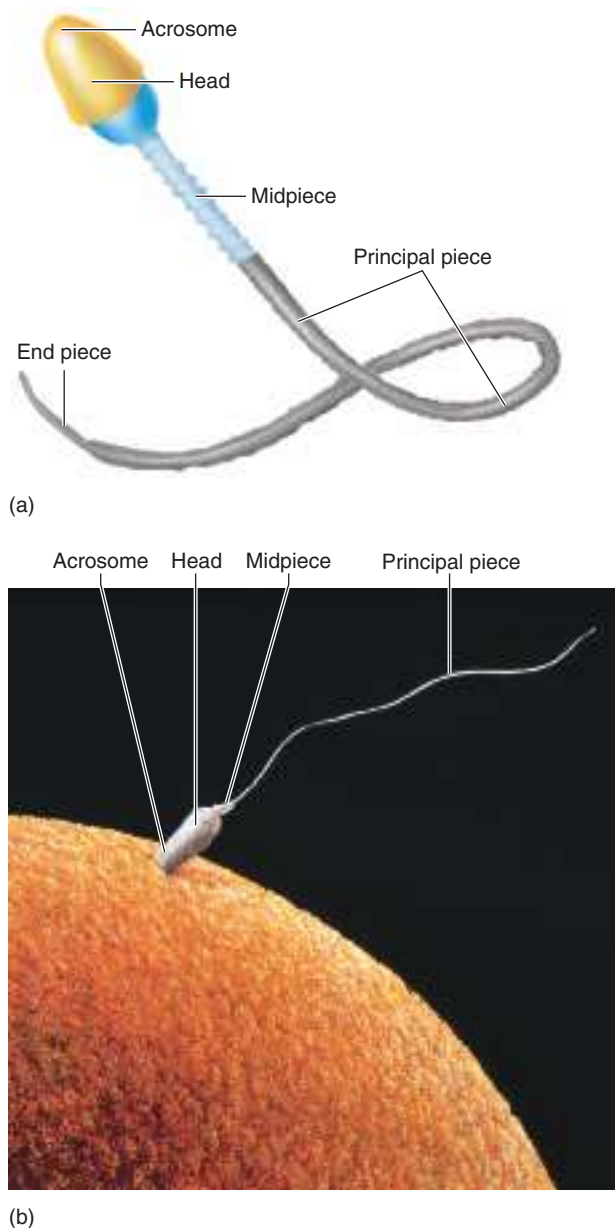 Acrosome
Head
Midpiece
Principal piece
End piece
(a)
Acrosome Head Midpiece Principal piece
(b)